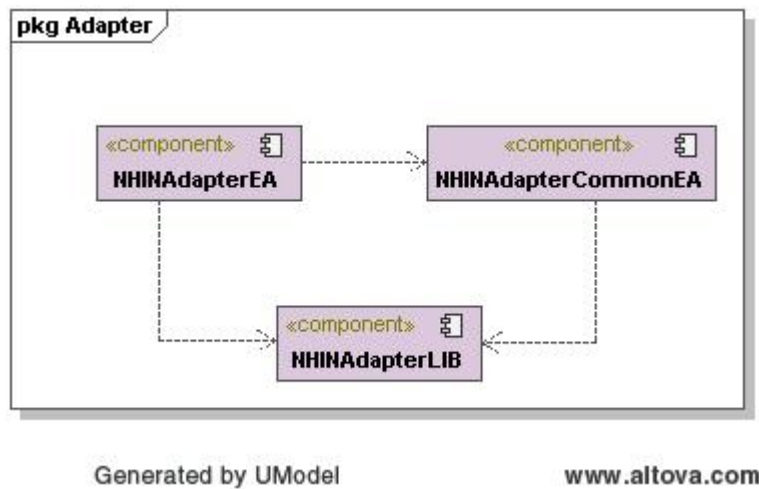 pkg Adapter
«component»
NHINAdapterEA
«component»
NHINAdapterCommonEA
«component»
NHINAdapterLIB
Generated by UModel
www.altova.com